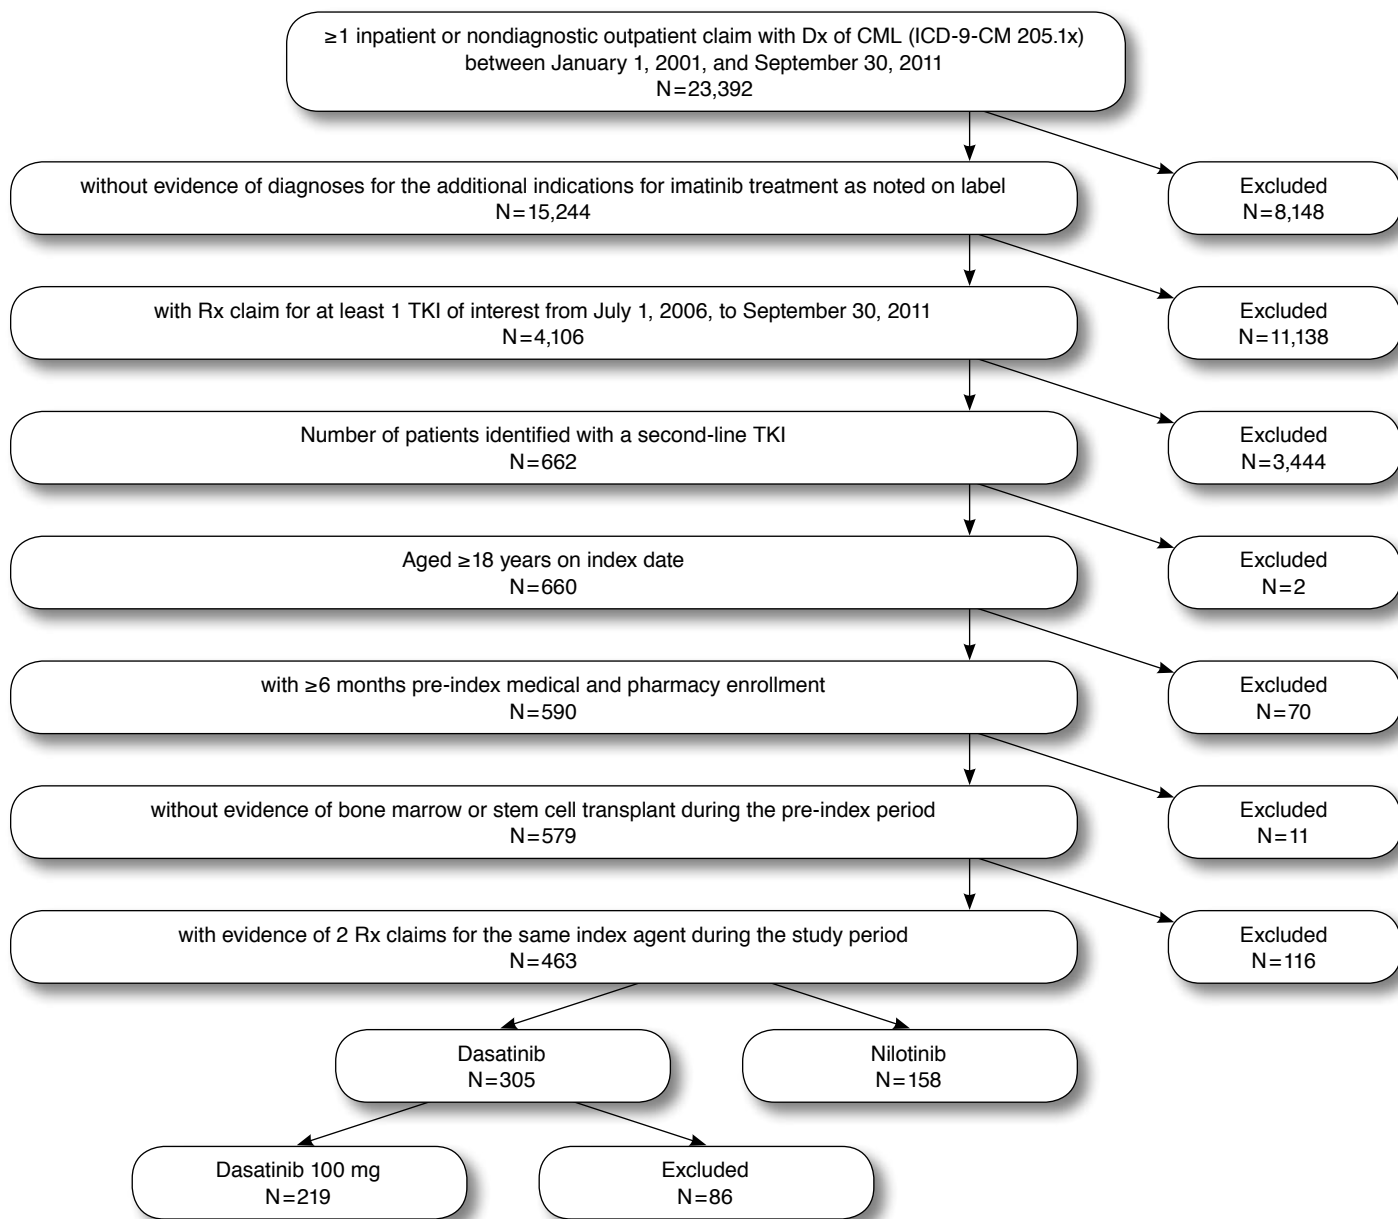 ≥1 inpatient or nondiagnostic outpatient claim with Dx of CML (ICD-9-CM 205.1x)
between January 1, 2001, and September 30, 2011
N=23,392
without evidence of diagnoses for the additional indications for imatinib treatment as noted on label
N=15,244
Excluded
N=8,148
with Rx claim for at least 1 TKI of interest from July 1, 2006, to September 30, 2011
N=4,106
Excluded
N=11,138
Number of patients identified with a second-line TKI
N=662
Excluded
N=3,444
Aged ≥18 years on index date
N=660
Excluded
N=2
with ≥6 months pre-index medical and pharmacy enrollment
N=590
Excluded
N=70
without evidence of bone marrow or stem cell transplant during the pre-index period
N=579
Excluded
N=11
with evidence of 2 Rx claims for the same index agent during the study period
N=463
Excluded
N=116
Dasatinib
N=305
Nilotinib
N=158
Dasatinib 100 mg
N=219
Excluded
N=86